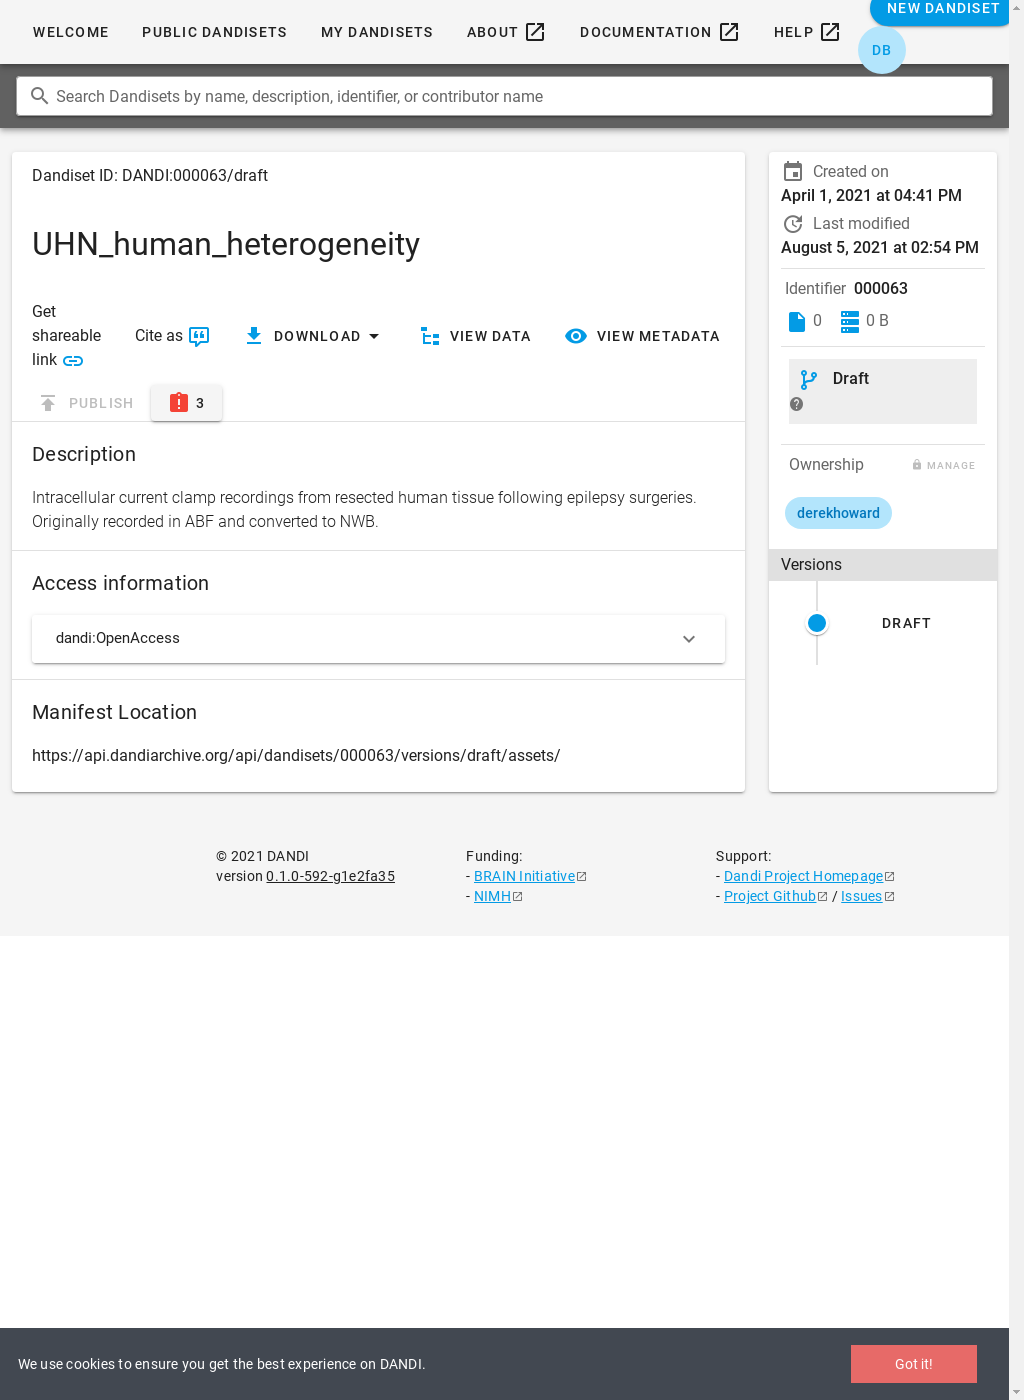 WELCOME PUBLIC DANDISETS MY DANDISETS ABOUT DOCUMENTATION HELP NEW DANDISET
DB
Search Dandisets by name, description, identifier, or contributor name
Dandiset ID: DANDI:000063/draft
UHN_human_heterogeneity
Get
shareable
link
Cite as
DOWNLOAD
VIEW DATA
VIEW METADATA
PUBLISH
3
Description
Intracellular current clamp recordings from resected human tissue following epilepsy surgeries.
Originally recorded in ABF and converted to NWB.
Access information
dandi:OpenAccess
Manifest Location
https://api.dandiarchive.org/api/dandisets/000063/versions/draft/assets/
Created on
April 1, 2021 at 04:41 PM
Last modified
August 5, 2021 at 02:54 PM
Identifier 000063
0 0 B
Draft
Ownership MANAGE
derekhoward
Versions
DRAFT
© 2021 DANDI
version 0.1.0-592-g1e2fa35
Funding:
- BRAIN Initiative
- NIMH
Support:
- Dandi Project Homepage
- Project Github / Issues
We use cookies to ensure you get the best experience on DANDI.
Got it!